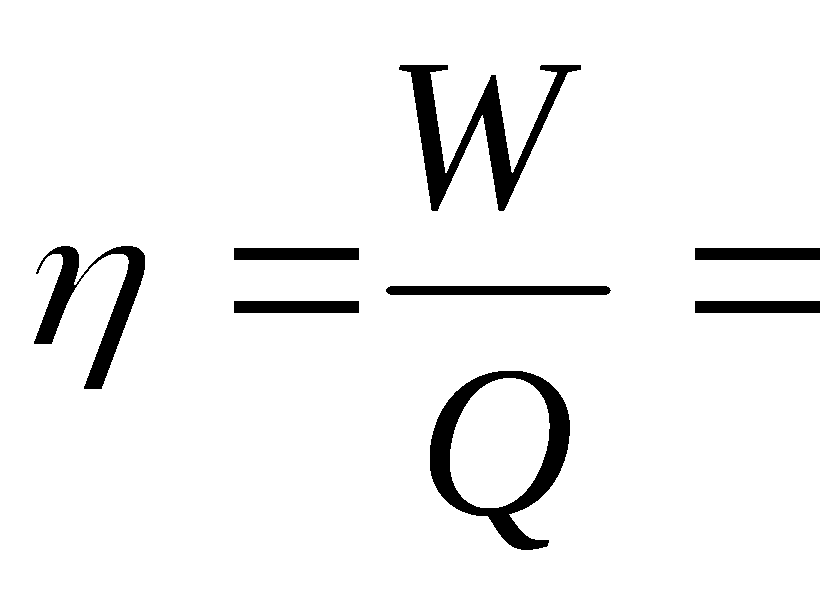 η = W/Q =